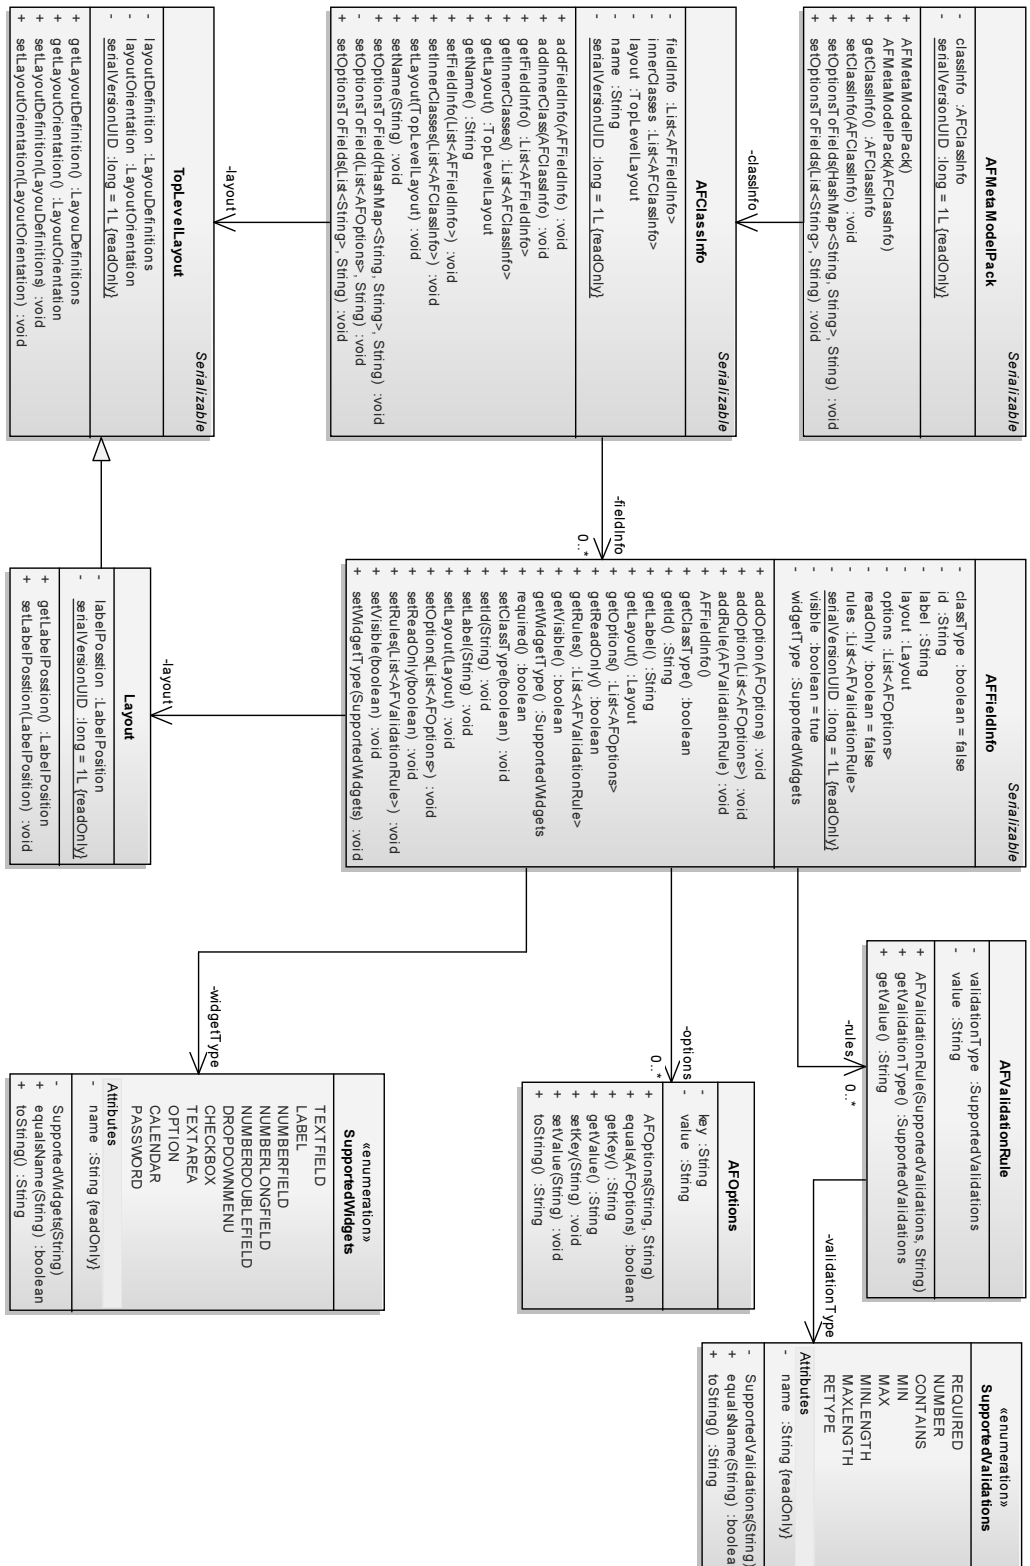 Serializable
AFMetaModelPack
- classInfo :AFClassInfo
- serialVersionUID :long = 1L {readOnly}
+ AFMetaModelPack()
+ AFMetaModelPack(AFClassInfo)
+ getClassInfo() :AFClassInfo
+ setClassInfo(AFClassInfo) :void
+ setOptionsToFields(HashMap<String, String>, String) :void
+ setOptionsToFields(List<String>, String) :void
-classInfo
Serializable
AFClassInfo
- fieldInfo :List<AFFieldInfo>
- innerClasses :List<AFClassInfo>
- layout :TopLevelLayout
- name :String
- serialVersionUID :long = 1L {readOnly}
+ addFieldInfo(AFFieldInfo) :void
+ addInnerClass(AFClassInfo) :void
+ getFieldInfo() :List<AFFieldInfo>
+ getInnerClasses() :List<AFClassInfo>
+ getLayout() :TopLevelLayout
+ getName() :String
+ setFieldInfo(List<AFFieldInfo>) :void
+ setInnerClasses(List<AFClassInfo>) :void
+ setLayout(TopLevelLayout) :void
+ setName(String) :void
+ setOptionsToField(HashMap<String, String>, String) :void
- setOptionsToField(List<AFOptions>, String) :void
+ setOptionsToFields(List<String>, String) :void
-layout
Serializable
TopLevelLayout
- layoutDefinition :LayouDefinitions
- layoutOrientation :LayoutOrientation
- serialVersionUID :long = 1L {readOnly}
+ getLayoutDefinition() :LayouDefinitions
+ getLayoutOrientation() :LayoutOrientation
+ setLayoutDefinition(LayouDefinitions) :void
+ setLayoutOrientation(LayoutOrientation) :void
-fieldInfo
0..*
Serializable
AFFieldInfo
- classType :boolean = false
- id :String
- label :String
- layout :Layout
- options :List<AFOptions>
- readOnly :boolean = false
- rules :List<AFValidationRule>
- serialVersionUID :long = 1L {readOnly}
- visible :boolean = true
- widgetType :SupportedWidgets
+ addOption(AFOptions) :void
+ addOption(List<AFOptions>) :void
+ addRule(AFValidationRule) :void
+ AFFieldInfo()
+ getClassType() :boolean
+ getId() :String
+ getLabel() :String
+ getLayout() :Layout
+ getOptions() :List<AFOptions>
+ getReadOnly() :boolean
+ getRules() :List<AFValidationRule>
+ getVisible() :boolean
+ getWidgetType() :SupportedWidgets
+ required() :boolean
+ setClassType(boolean) :void
+ setId(String) :void
+ setLabel(String) :void
+ setLayout(Layout) :void
+ setOptions(List<AFOptions>) :void
+ setReadOnly(boolean) :void
+ setRules(List<AFValidationRule>) :void
+ setVisible(boolean) :void
+ setWidgetType(SupportedWidgets) :void
-layout
Layout
- labelPosstion :LabelPosition
- serialVersionUID :long = 1L {readOnly}
+ getLabelPosstion() :LabelPosition
+ setLabelPosstion(LabelPosition) :void
AFValidationRule
- validationType :SupportedValidations
- value :String
+ AFValidationRule(SupportedValidations, String)
+ getValidationType() :SupportedValidations
+ getValue() :String
-rules
0..*
-options
0..*
AFOptions
- key :String
- value :String
+ AFOptions(String, String)
+ equals(AFOptions) :boolean
+ getKey() :String
+ getValue() :String
+ setKey(String) :void
+ setValue(String) :void
+ toString() :String
-widgetType
«enumeration»
SupportedWidgets
TEXTFIELD
LABEL
NUMBERFIELD
NUMBERLONGFIELD
NUMBERDOUBLEFIELD
DROPDOWNMENU
CHECKBOX
TEXTAREA
OPTION
CALENDAR
PASSWORD
Attributes
- name :String {readOnly}
- SupportedWidgets(String)
+ equalsName(String) :boolean
+ toString() :String
-validationType
«enumeration»
SupportedValidations
REQUIRED
NUMBER
CONTAINS
MIN
MAX
MINLENGTH
MAXLENGTH
RETYPE
Attributes
- name :String {readOnly}
- SupportedValidations(String)
+ equalsName(String) :boolea
+ toString() :String